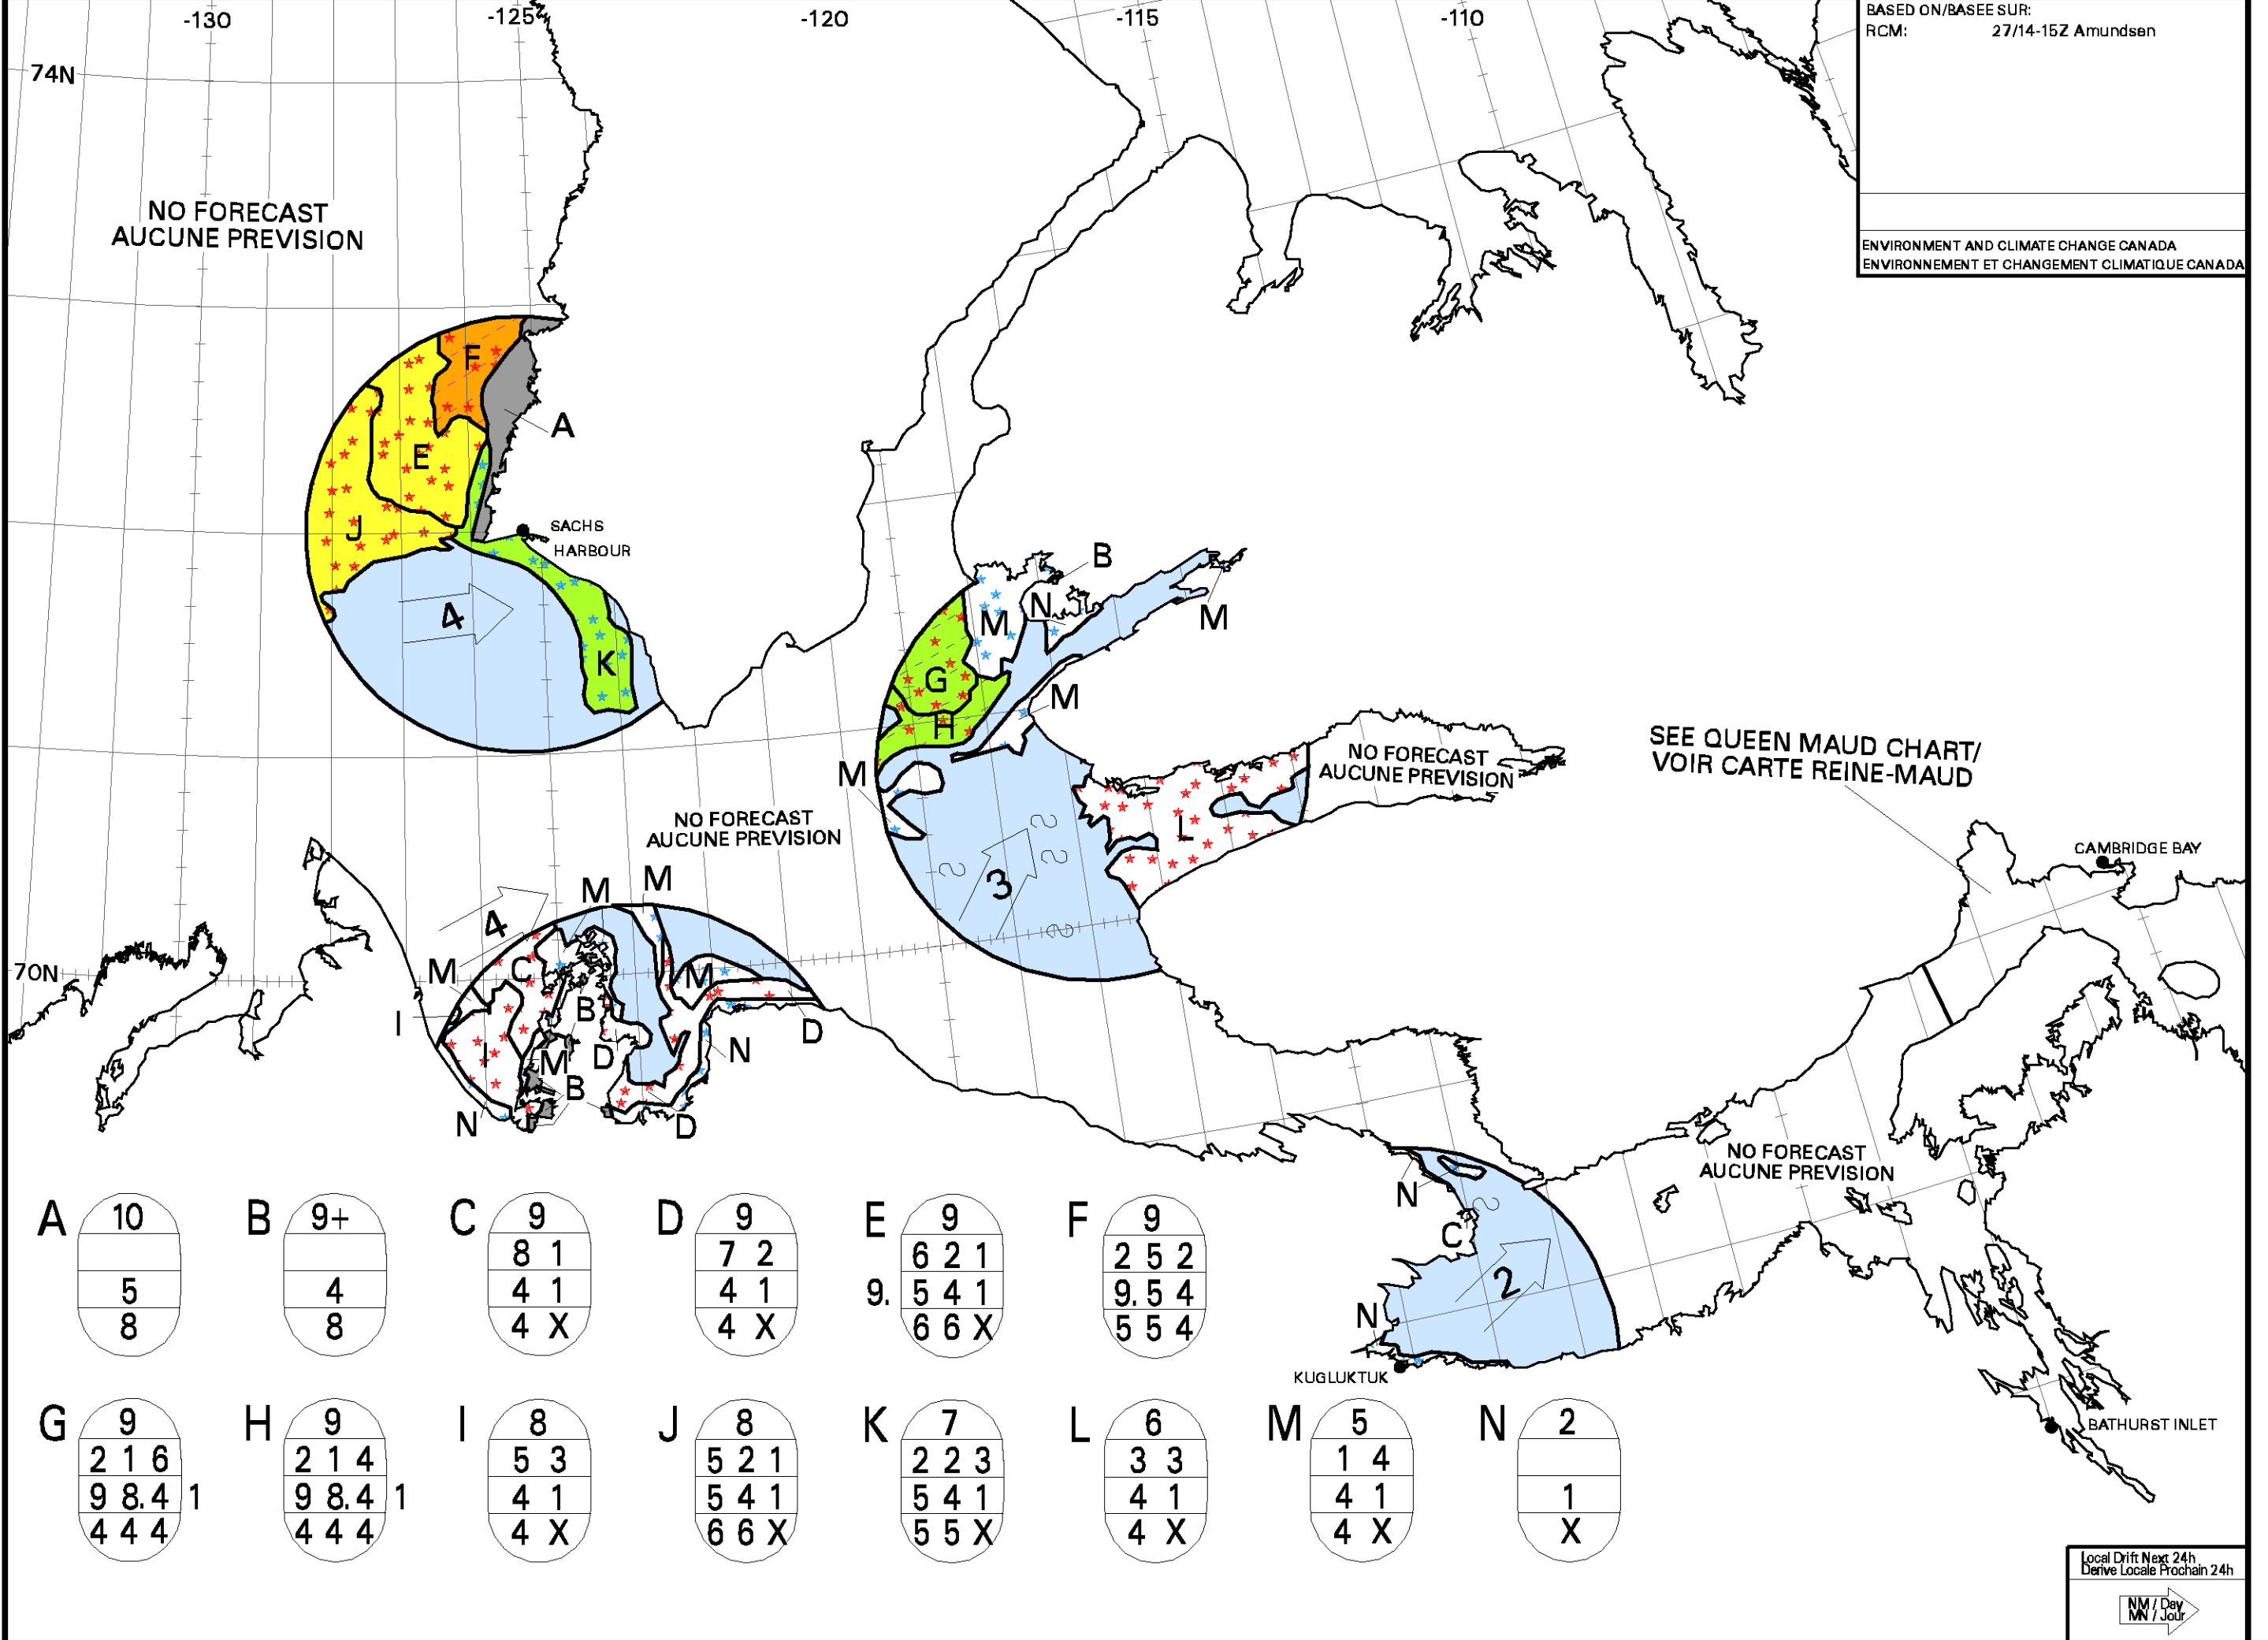 -130
-125
-120
-115
-110
BASED ON/BASEE SUR:
RCM: 27/14-15Z Amundsen
74N
NO FORECAST
AUCUNE PREVISION
ENVIRONMENT AND CLIMATE CHANGE CANADA
ENVIRONNEMENT ET CHANGEMENT CLIMATIQUE CANADA
F
A
E
J
SACHS
HARBOUR
4
K
B
N
M
M
G
M
H
M
NO FORECAST
AUCUNE PREVISION
SEE QUEEN MAUD CHART/
VOIR CARTE REINE-MAUD
NO FORECAST
AUCUNE PREVISION
L
3
CAMBRIDGE BAY
M
M
4
M
C
M
70N
B
I
D
N
D
I
M
B
N
D
NO FORECAST
AUCUNE PREVISION
N
C
2
N
KUGLUKTUK
BATHURST INLET
A B C D E F
10 9+ 9 9 9 9
8 1 7 2 6 2 1 2 5 2
5 4 4 1 4 1 9. 5 4 1 9. 5 4
8 8 4 X 4 X 6 6 X 5 5 4
G H I J K L M N
9 9 8 8 7 6 5 2
2 1 6 2 1 4 5 3 5 2 1 2 2 3 3 3 1 4
9 8. 4 1 9 8. 4 1 4 1 5 4 1 5 4 1 4 1 4 1 1
4 4 4 4 4 4 4 X 6 6 X 5 5 X 4 X 4 X X
Local Drift Next 24h
Derive Locale Prochain 24h
NM / Day
MN / Jour